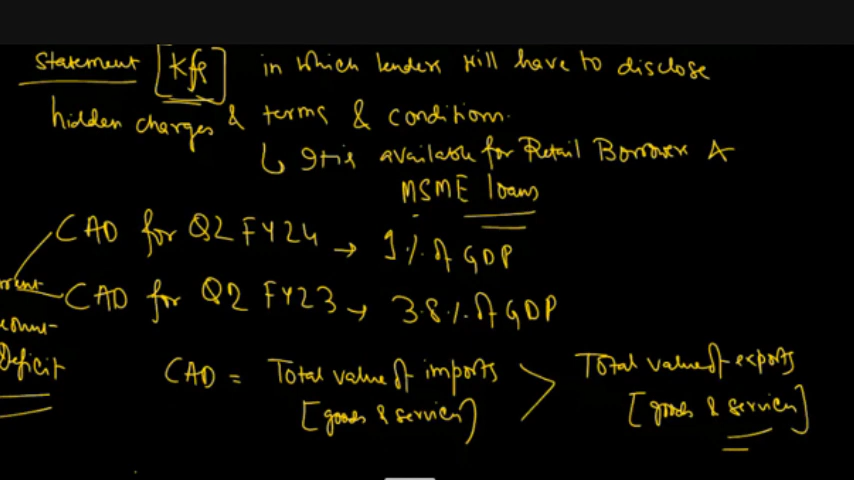 Statement [Kfs] in which lenders will have to disclose
hidden charges & terms & conditions.
↳ It is available for Retail Borrowers &
MSME loans
CAD for Q2 FY24 → 1% of GDP
CAD for Q2 FY23 → 3.8% of GDP
Deficit
CAD = Total value of imports > Total value of exports
[goods & services] [goods & services]